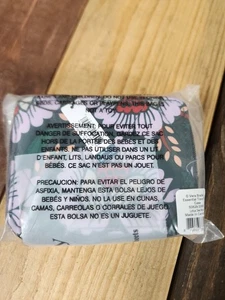 NOT A TOY.
AVERTISSEMENT: POUR ÉVITER TOUT
DANGER DE SUFFOCATION, GARDEZ CE SAC
HORS DE LA PORTÉE DES BÉBÉS ET DES
ENFANTS. NE PAS UTILISER DANS UN LIT
D'ENFANT, LITS, LANDAUS OU PARCS POUR
BÉBÉS. CE SAC N'EST PAS UN JOUET.
PRECAUCION: PARA EVITAR EL PELIGRO DE
ASFIXIA, MANTENGA ESTA BOLSA LEJOS DE
BEBÉS Y NIÑOS. NO LA USE EN CUNAS,
CAMAS, CARREOLAS O CORRALES DE JUEGO.
ESTA BOLSA NO ES UN JUGUETE.